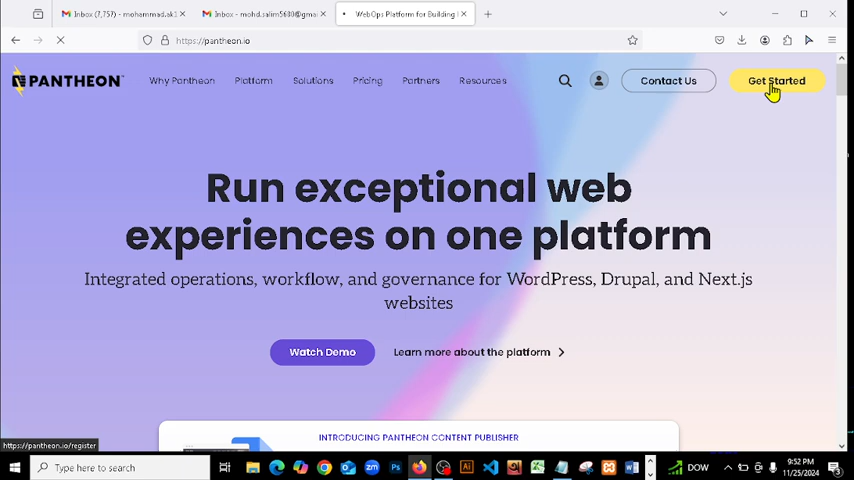 Inbox (7,757) - mohammad.ak1
Inbox - mohd.salim5680@gmai
WebOps Platform for Building
https://pantheon.io
PANTHEON
Why Pantheon
Platform
Solutions
Pricing
Partners
Resources
Contact Us
Get Started
Run exceptional web
experiences on one platform
Integrated operations, workflow, and governance for WordPress, Drupal, and Next.js
websites
Watch Demo
Learn more about the platform
INTRODUCING PANTHEON CONTENT PUBLISHER
https://pantheon.io/register
Type here to search
DOW
9:52 PM
11/25/2024